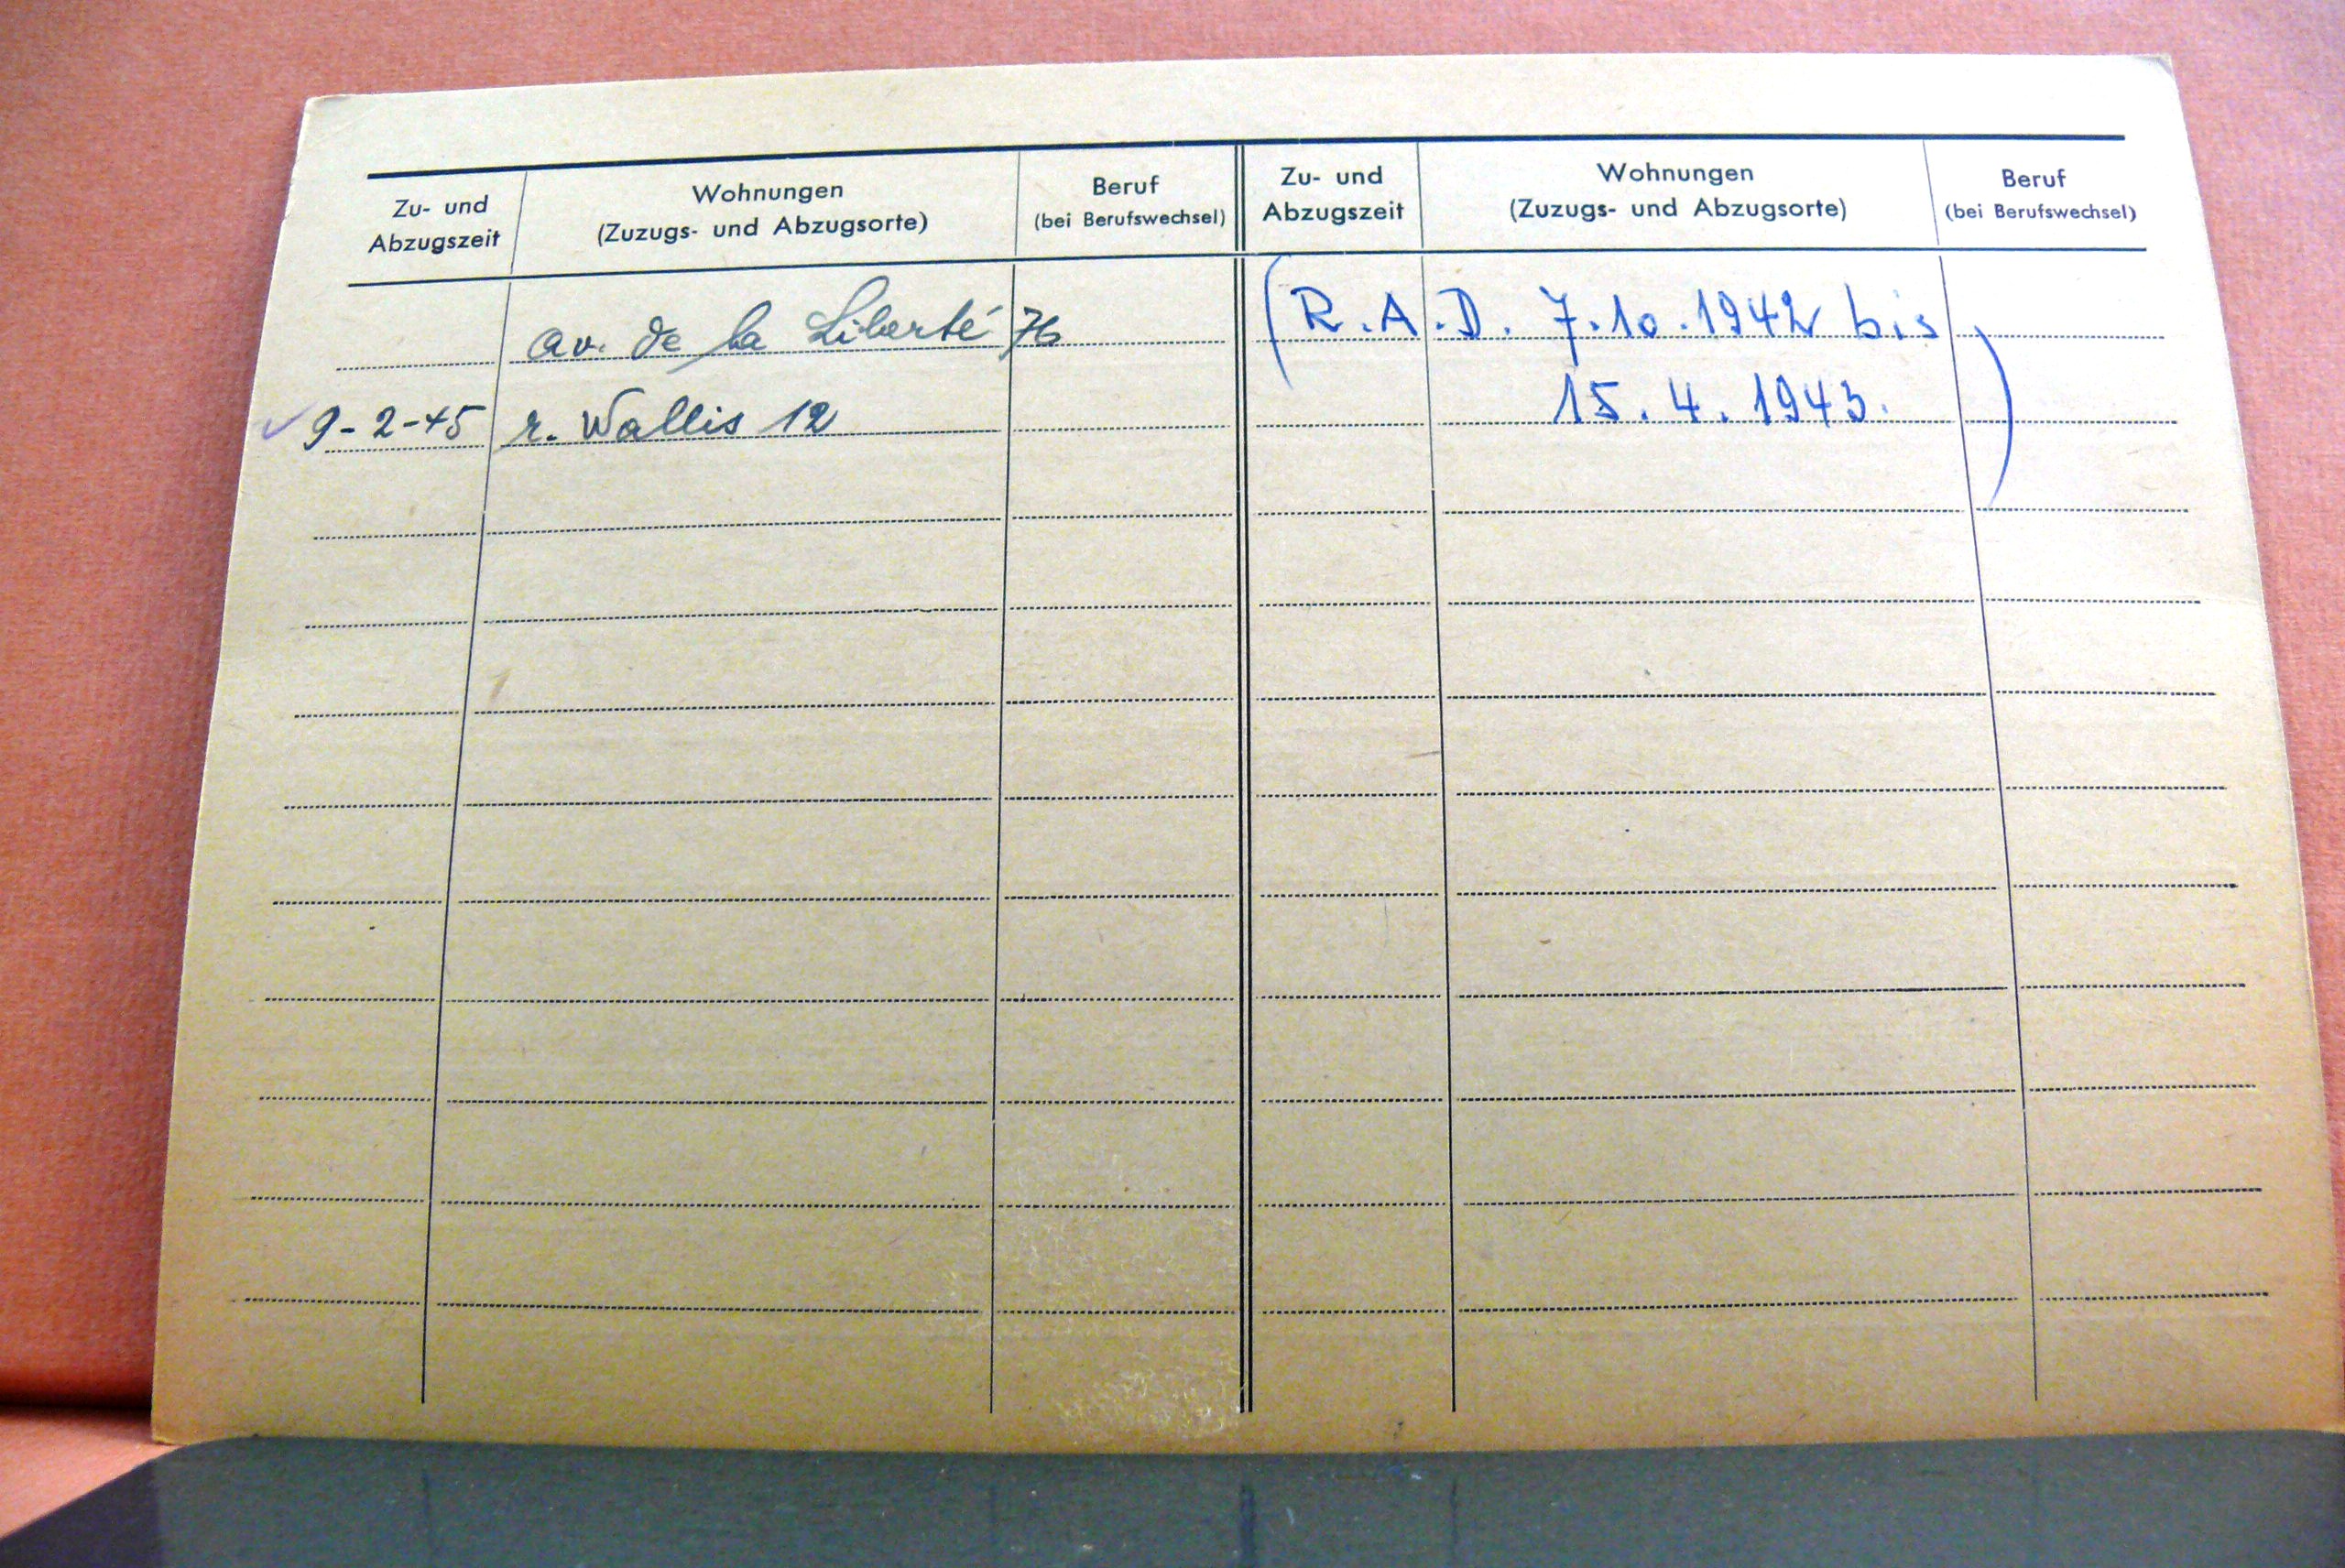 Zu- und
Abzugszeit
Wohnungen
(Zuzugs- und Abzugsorte)
Beruf
(bei Berufswechsel)
av. de la Liberté 76
9-2-45 r. Wallis 12
Zu- und
Abzugszeit
Wohnungen
(Zuzugs- und Abzugsorte)
Beruf
(bei Berufswechsel)
(R.A.D. 7.10.1942 bis
15.4.1943.)